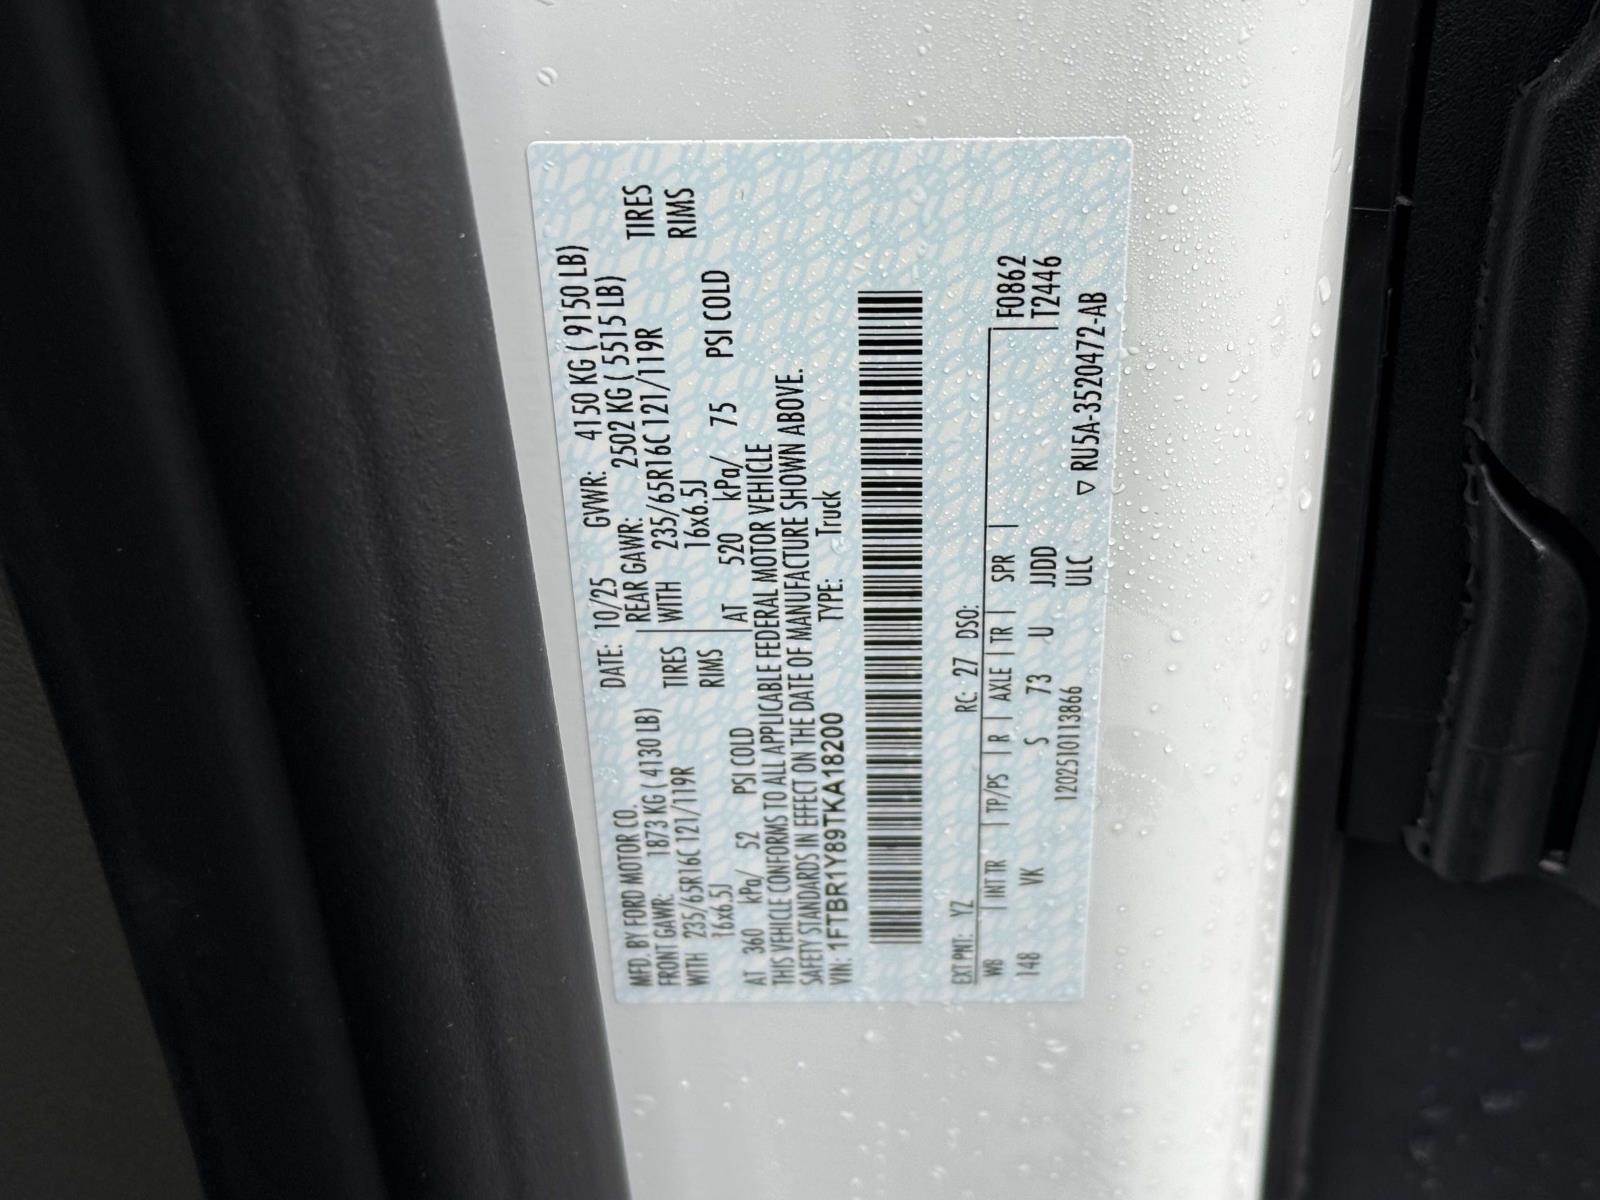 MFD. BY FORD MOTOR CO.
DATE: 10/25 GVWR: 4150 KG ( 9150 LB)
FRONT GAWR: 1873 KG ( 4130 LB) REAR GAWR: 2502 KG ( 5515 LB)
WITH 235/65R16C 121/119R TIRES WITH 235/65R16C 121/119R TIRES
16x6.5J RIMS 16x6.5J RIMS
AT 360 kPa/ 52 PSI COLD AT 520 kPa/ 75 PSI COLD
THIS VEHICLE CONFORMS TO ALL APPLICABLE FEDERAL MOTOR VEHICLE
SAFETY STANDARDS IN EFFECT ON THE DATE OF MANUFACTURE SHOWN ABOVE.
VIN: 1FTBR1Y89TKA18200 TYPE: Truck
EXT PNT: YZ RC: 27 DSO:
WB | INT TR | TP/PS | R | AXLE | TR | SPR | F0862
148 VK S 73 U JJDD T2446
120251011​3866 ULC ▽ RU5A-3520472-AB